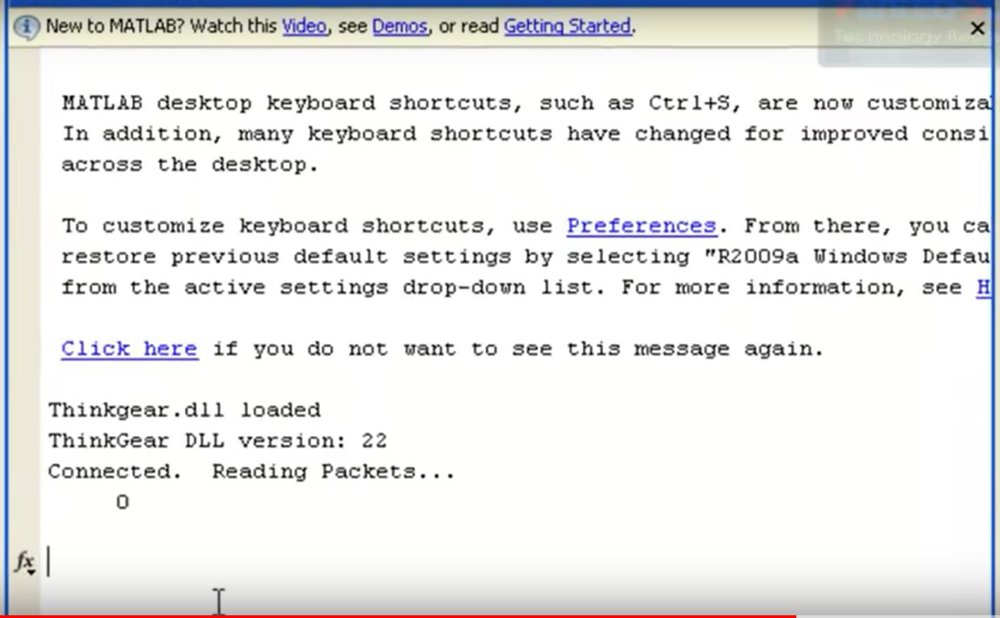 New to MATLAB? Watch this Video, see Demos, or read Getting Started.
Technology
MATLAB desktop keyboard shortcuts, such as Ctrl+S, are now customiza
In addition, many keyboard shortcuts have changed for improved consi
across the desktop.
To customize keyboard shortcuts, use Preferences. From there, you ca
restore previous default settings by selecting "R2009a Windows Defau
from the active settings drop-down list. For more information, see H
Click here if you do not want to see this message again.
Thinkgear.dll loaded
ThinkGear DLL version: 22
Connected.  Reading Packets...
0
fx